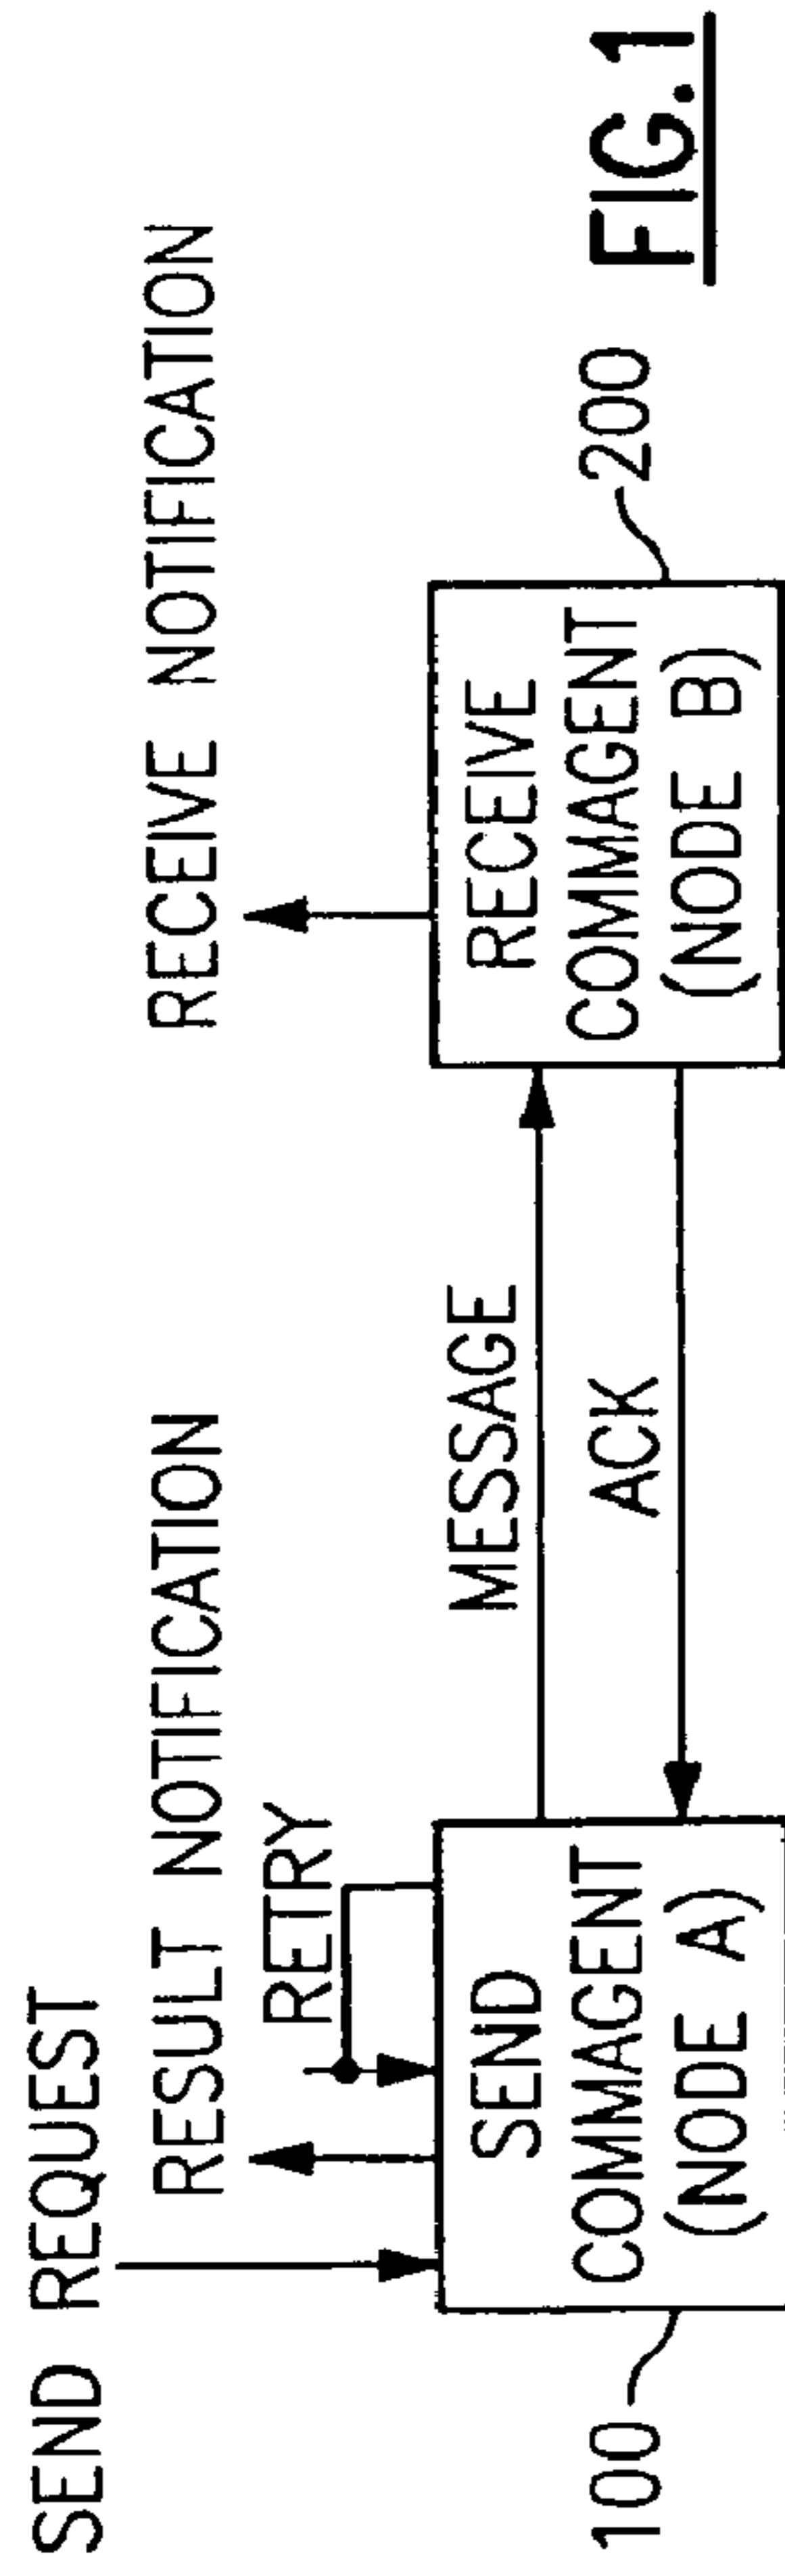 SEND REQUEST
RESULT NOTIFICATION
RETRY
RECEIVE NOTIFICATION
MESSAGE
ACK
SEND
COMMAGENT
(NODE A)
100
RECEIVE
COMMAGENT
(NODE B)
200
FIG.1